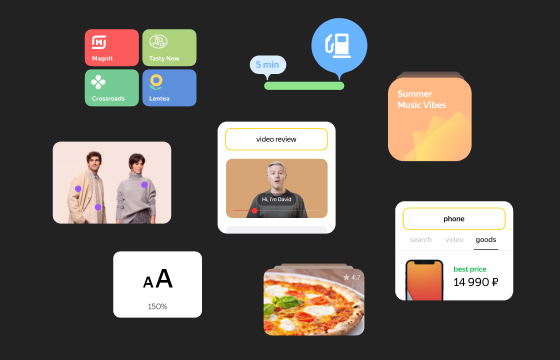 Magnit
Tasty Now
Crossroads
Lentea
5 min
Summer
Music Vibes
video review
Hi, I'm David
phone
search
video
goods
best price
14 990 ₽
AA
150%
4.7